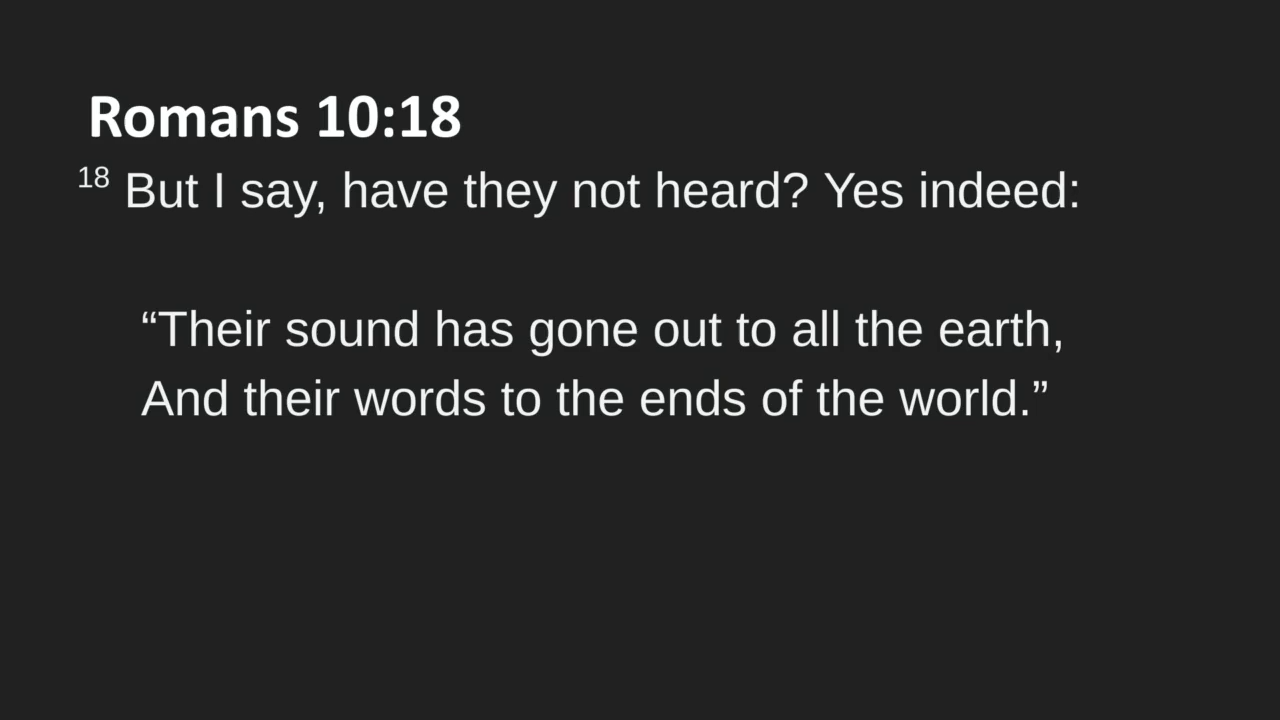 Romans 10:18
18 But I say, have they not heard? Yes indeed:
“Their sound has gone out to all the earth,
And their words to the ends of the world.”